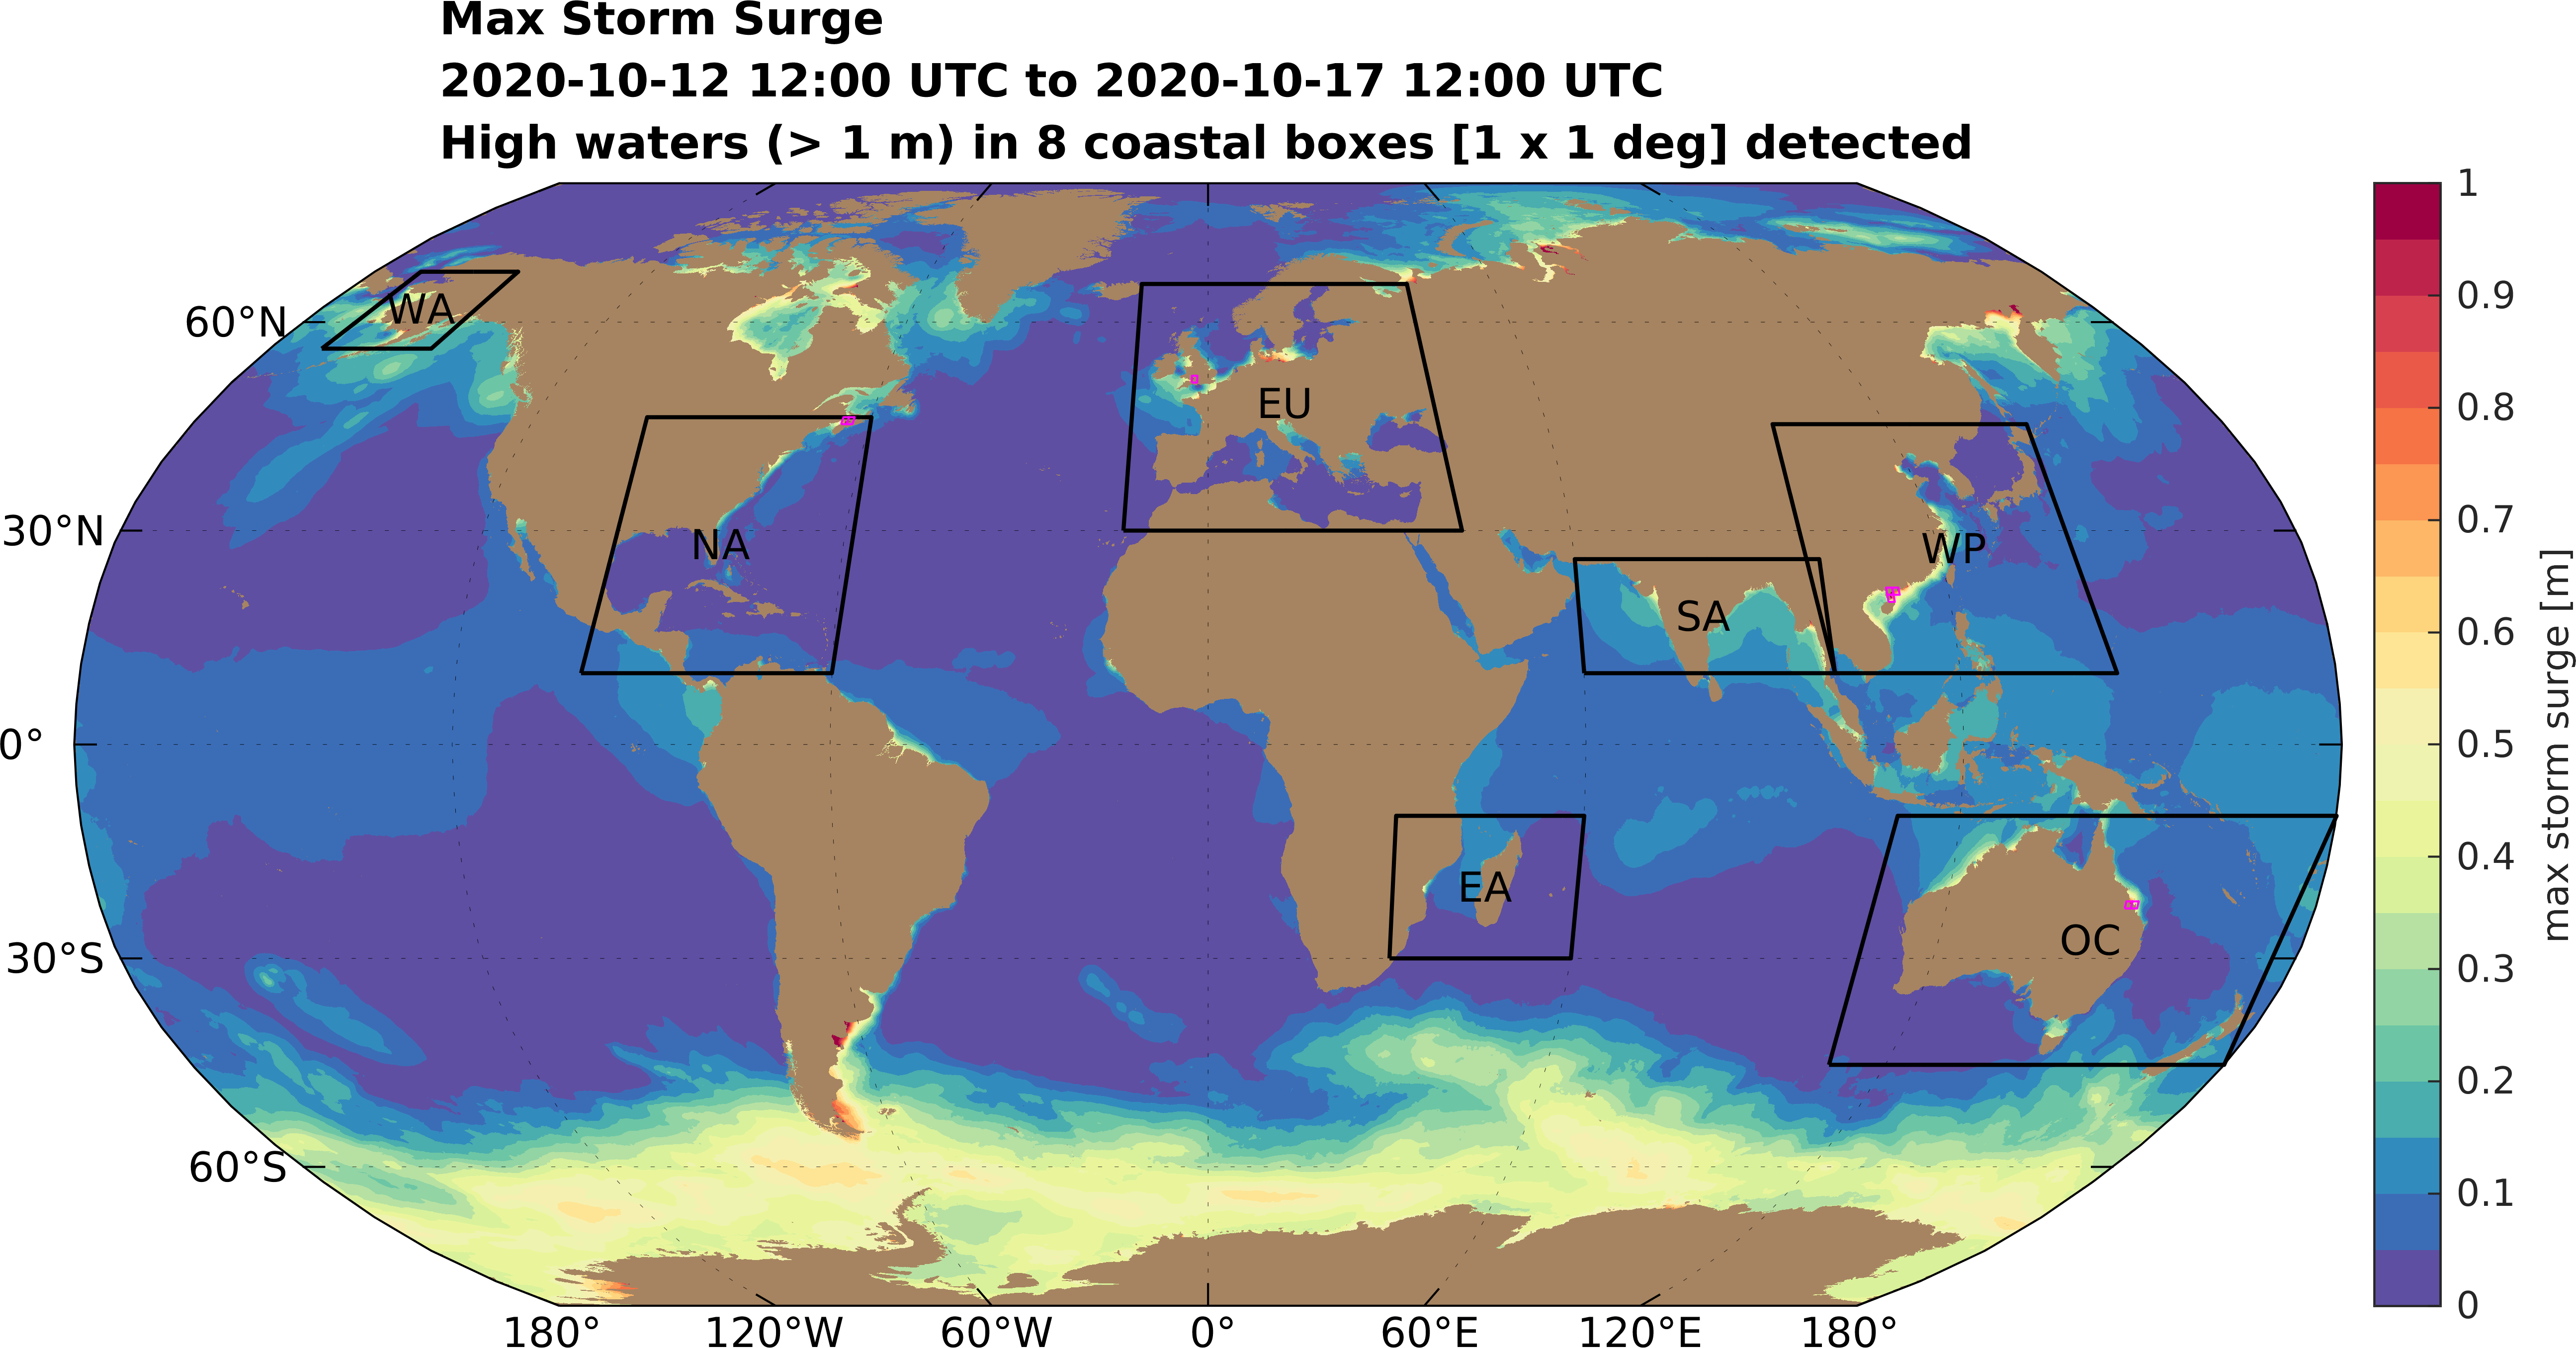 Max Storm Surge
2020-10-12 12:00 UTC to 2020-10-17 12:00 UTC
High waters (> 1 m) in 8 coastal boxes [1 x 1 deg] detected
60°N
30°N
0°
30°S
60°S
WA
NA
EU
SA
WP
EA
OC
180°
120°W
60°W
0°
60°E
120°E
180°
1
0.9
0.8
0.7
0.6
0.5
0.4
0.3
0.2
0.1
0
max storm surge [m]